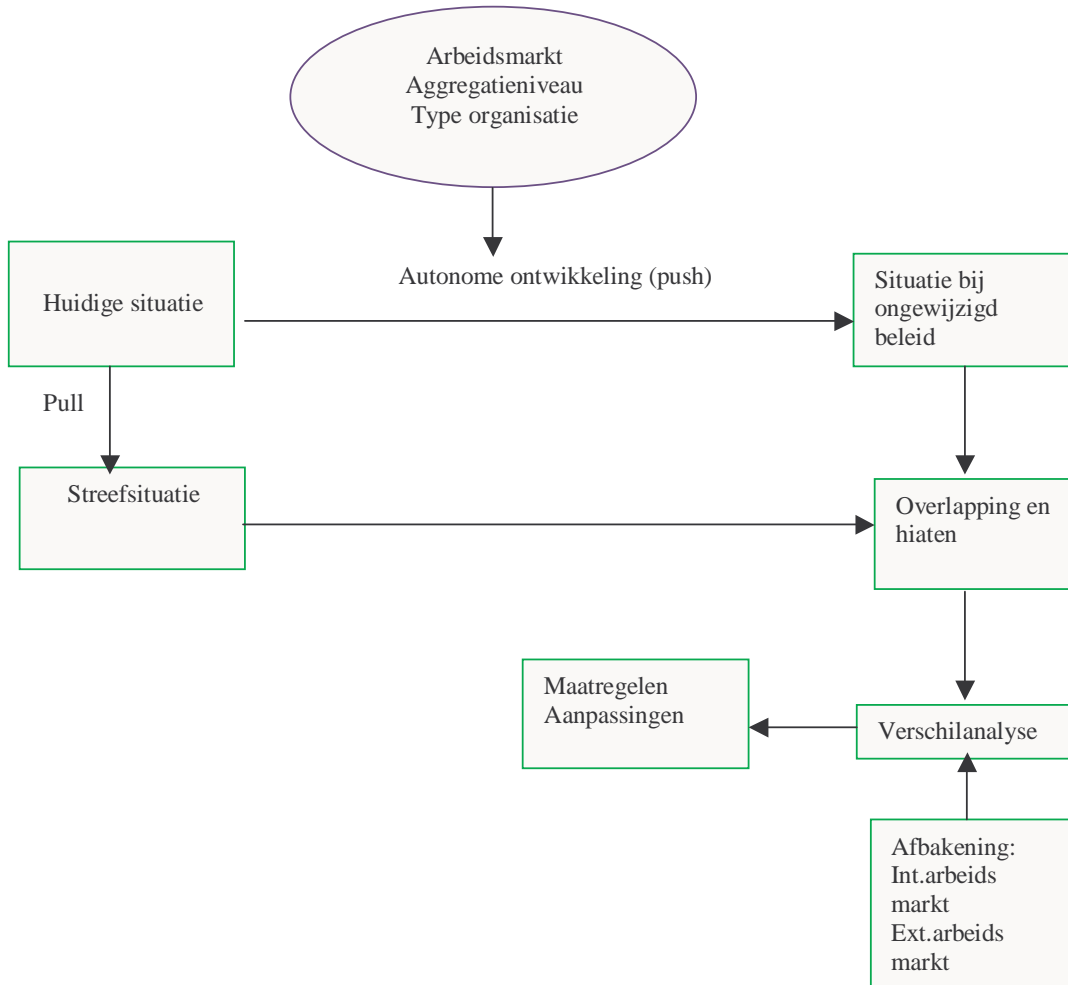 Arbeidsmarkt
Aggregatieniveau
Type organisatie
Autonome ontwikkeling (push)
Huidige situatie
Situatie bij
ongewijzigd
beleid
Pull
Streefsituatie
Overlapping en
hiaten
Maatregelen
Aanpassingen
Verschilanalyse
Afbakening:
Int.arbeids
markt
Ext.arbeids
markt